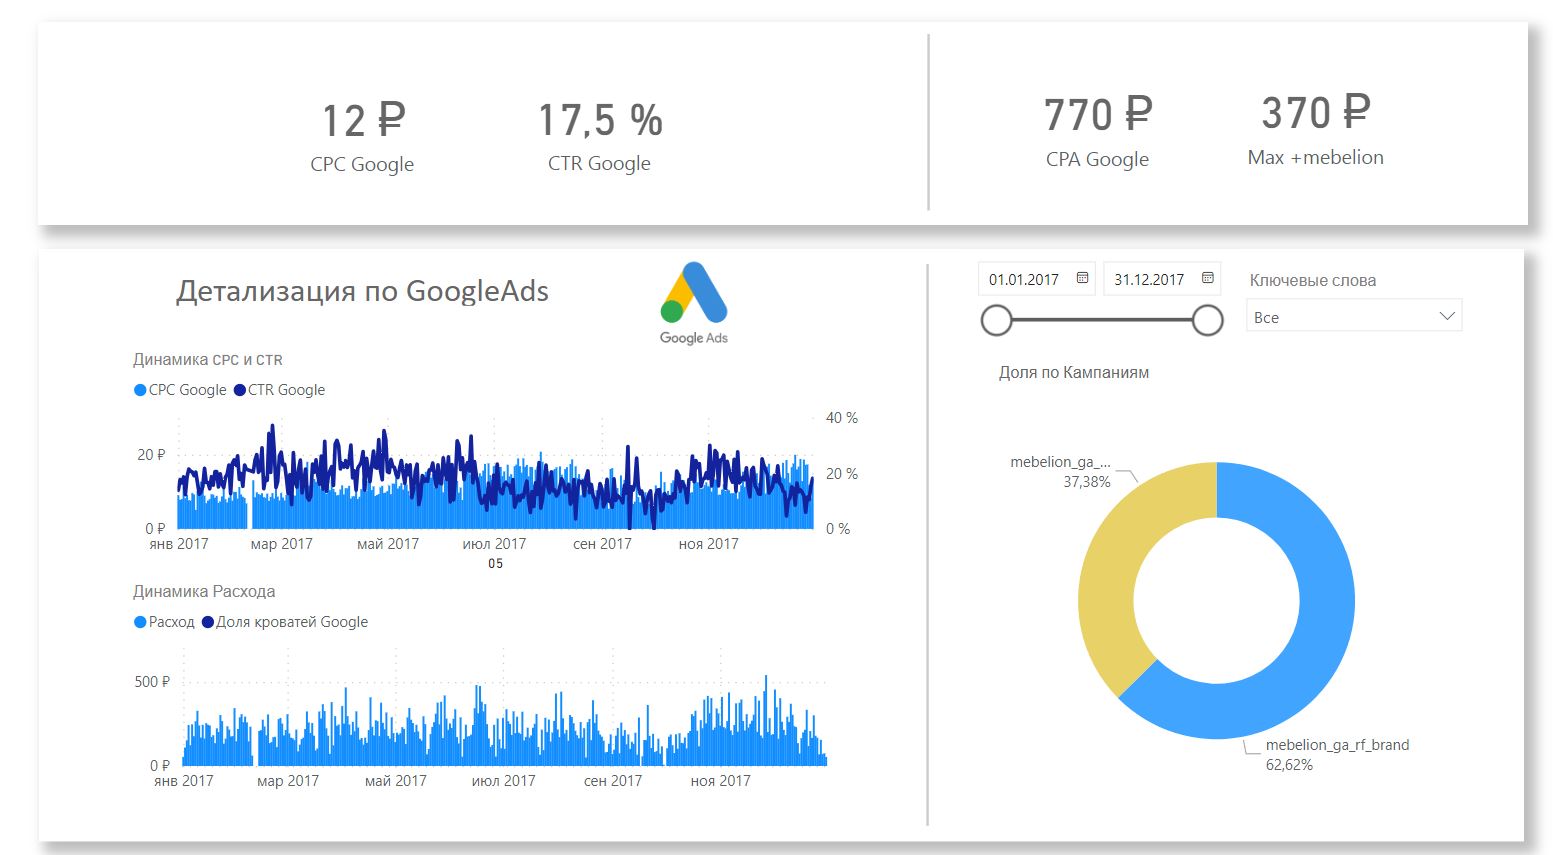 12 ₽
CPC Google
17,5 %
CTR Google
770 ₽
CPA Google
370 ₽
Max +mebelion
Детализация по GoogleAds
Google Ads
Динамика CPC и CTR
CPC Google CTR Google
40 %
20 ₽
20 %
0 ₽
0 %
янв 2017 мар 2017 май 2017 июл 2017 сен 2017 ноя 2017
05
Динамика Расхода
Расход Доля кроватей Google
500 ₽
0 ₽
янв 2017 мар 2017 май 2017 июл 2017 сен 2017 ноя 2017
01.01.2017 31.12.2017
Ключевые слова
Все
Доля по Кампаниям
mebelion_ga_...
37,38%
mebelion_ga_rf_brand
62,62%